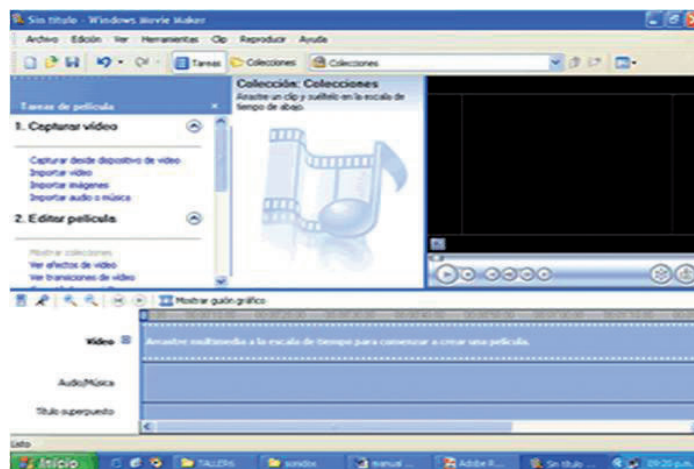 Sin título - Windows Movie Maker
Archivo Edición Ver Herramientas Clip Reproducir Ayuda
Tareas Colecciones Colecciones
Tareas de película
Colección: Colecciones
Arrastre un clip y suéltelo en la escala de
tiempo de abajo.
1. Capturar vídeo
Capturar desde dispositivo de vídeo
Importar vídeo
Importar imágenes
Importar audio o música
2. Editar película
Mostrar colecciones
Ver efectos de vídeo
Ver transiciones de vídeo
Mostrar guión gráfico
Vídeo
Arrastre multimedia a la escala de tiempo para comenzar a crear una película.
Audio/Música
Título superpuesto
Listo
Inicio TALLERs sonidos manual ... Adobe R... Sin título ... 09:20 p.m.